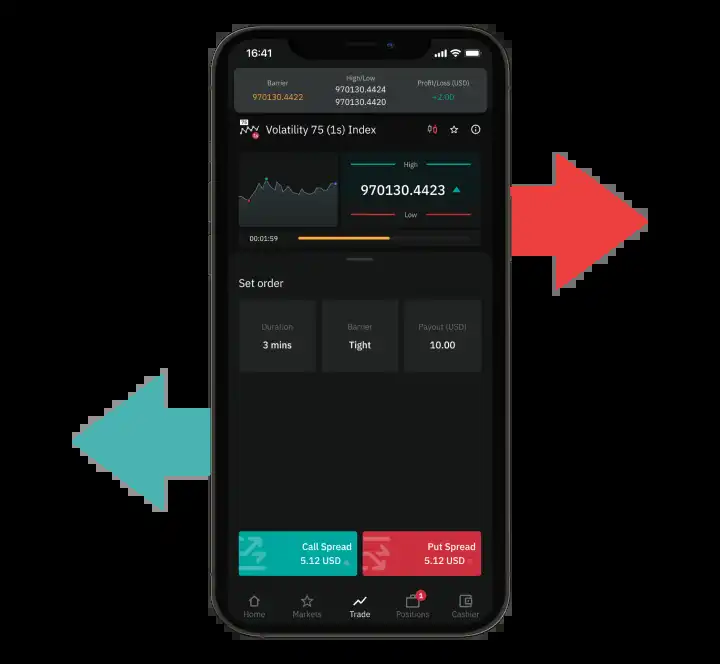 16:41
Barrier
970130.4422
High/Low
970130.4424
970130.4420
Profit/Loss (USD)
+2.00
75
1s
Volatility 75 (1s) Index
High
970130.4423
Low
00:01:59
Set order
Duration
3 mins
Barrier
Tight
Payout (USD)
10.00
Call Spread
5.12 USD
Put Spread
5.12 USD
Home
Markets
Trade
1
Positions
Cashier